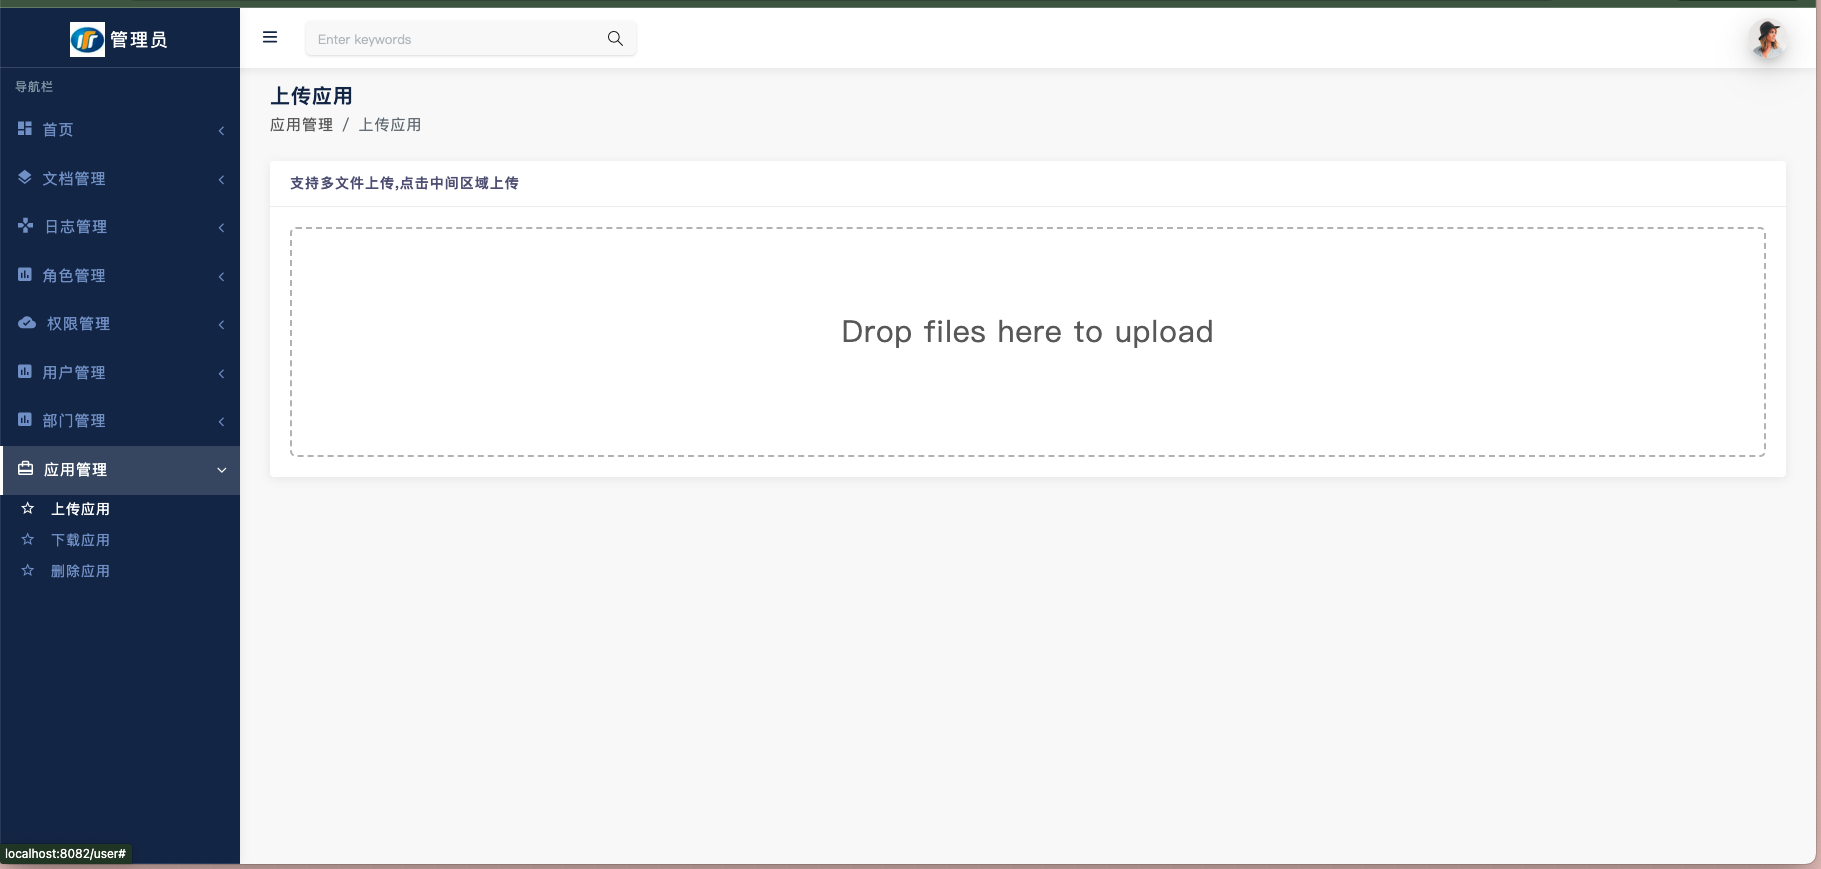 管理员
导航栏
首页
文档管理
日志管理
角色管理
权限管理
用户管理
部门管理
应用管理
上传应用
下载应用
删除应用
Enter keywords
上传应用
应用管理 / 上传应用
支持多文件上传,点击中间区域上传
Drop files here to upload
localhost:8082/user#